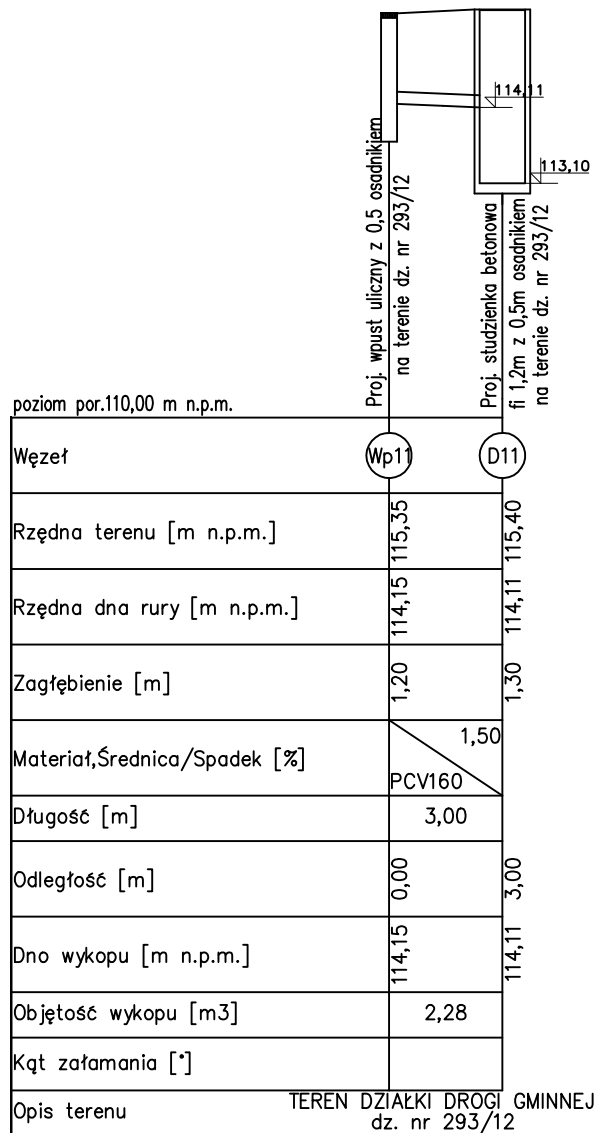 114,11
113,10
Proj. wpust uliczny z 0,5 osadnikiem
na terenie dz. nr 293/12
Proj. studzienka betonowa
fi 1,2m z 0,5m osadnikiem
na terenie dz. nr 293/12
poziom por.110,00 m n.p.m.
Węzeł Wp11 D11
Rzędna terenu [m n.p.m.] 115,35 115,40
Rzędna dna rury [m n.p.m.] 114,15 114,11
Zagłębienie [m] 1,20 1,30
Materiał,Średnica/Spadek [%] PCV160 1,50
Długość [m] 3,00
Odległość [m] 0,00 3,00
Dno wykopu [m n.p.m.] 114,15 114,11
Objętość wykopu [m3] 2,28
Kąt załamania [°]
Opis terenu TEREN DZIAŁKI DROGI GMINNEJ
dz. nr 293/12